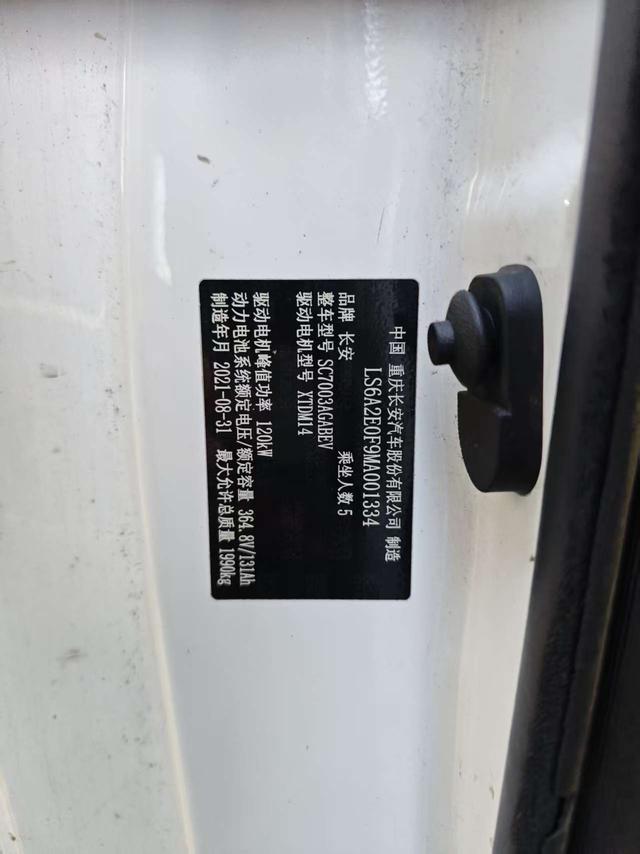 中国 重庆长安汽车股份有限公司 制造
LS6A2E0F9MA001334
品牌 长安 乘坐人数 5
整车型号 SC7003AGABEV
驱动电机型号 XTDM14
驱动电机峰值功率 120kW
动力电池系统额定电压/额定容量 364.8V/131Ah
制造年月 2021-08-31 最大允许总质量 1990kg